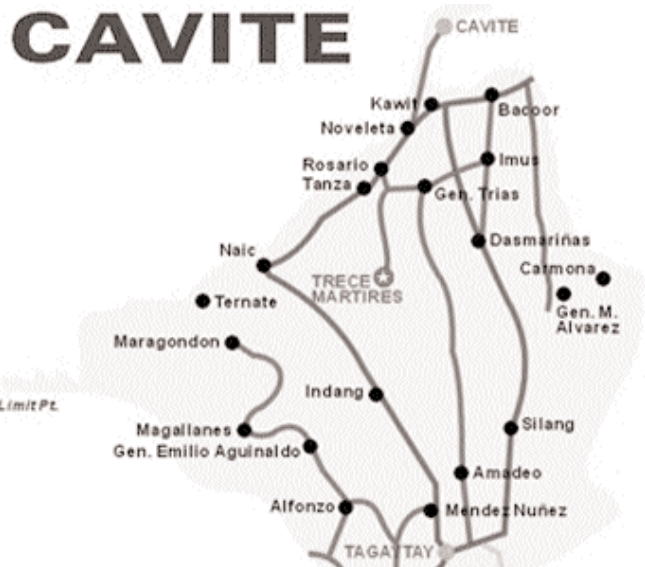 CAVITE
CAVITE
Kawit
Bacoor
Noveleta
Imus
Rosario
Tanza
Gen. Trias
Dasmariñas
Naic
Carmona
TRECE
MARTIRES
Ternate
Gen. M.
Alvarez
Maragondon
Indang
Limit Pt.
Silang
Magallanes
Gen. Emilio Aguinaldo
Amadeo
Alfonzo
Mendez Nuñez
TAGAYTAY